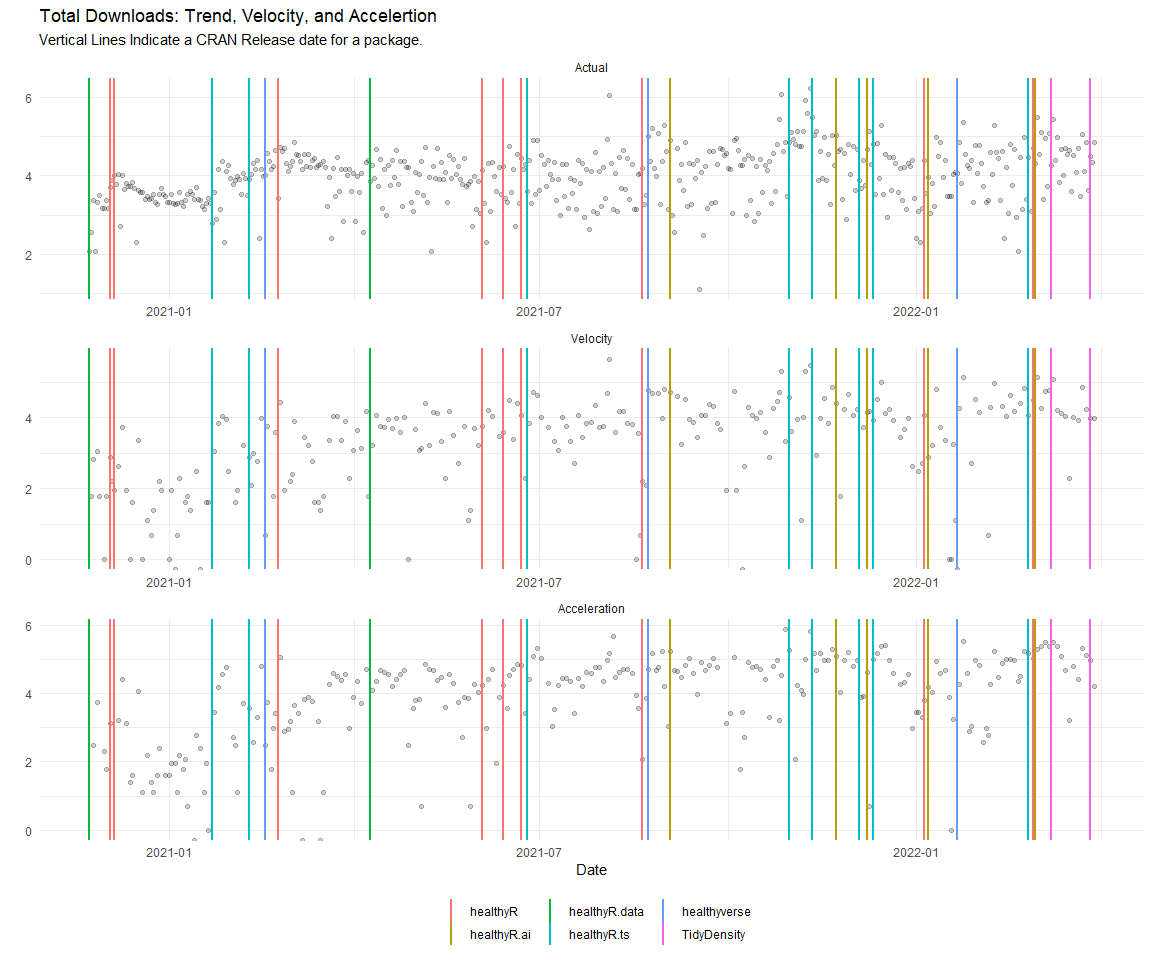 Total Downloads: Trend, Velocity, and Accelertion
Vertical Lines Indicate a CRAN Release date for a package.
Actual
6
4
2
2021-01
2021-07
2022-01
Velocity
4
2
0
2021-01
2021-07
2022-01
Acceleration
6
4
2
0
2021-01
2021-07
2022-01
Date
healthyR
healthyR.data
healthyverse
healthyR.ai
healthyR.ts
TidyDensity